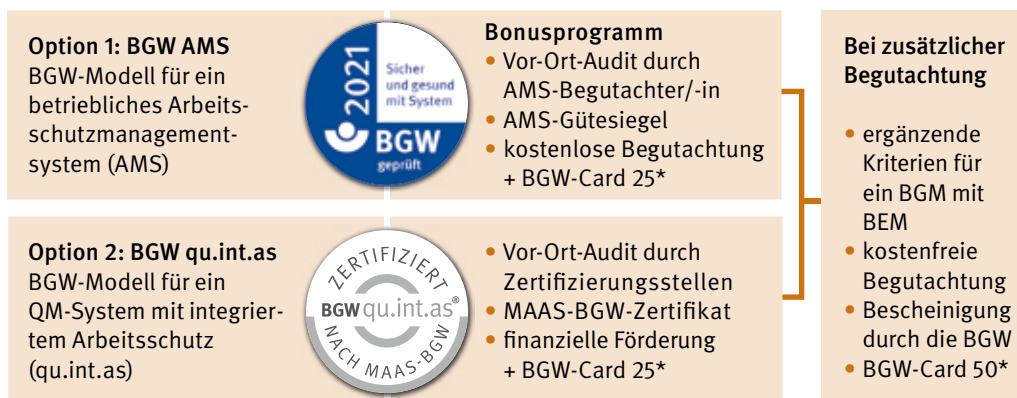 Option 1: BGW AMS
BGW-Modell für ein
betriebliches Arbeits-
schutzmanagement-
system (AMS)
2021
Sicher
und gesund
mit System
BGW
geprüft
Bonusprogramm
• Vor-Ort-Audit durch
AMS-Begutachter/-in
• AMS-Gütesiegel
• kostenlose Begutachtung
+ BGW-Card 25*
Option 2: BGW qu.int.as
BGW-Modell für ein
QM-System mit integrier-
tem Arbeitsschutz
(qu.int.as)
ZERTIFIZIERT
BGW qu.int.as®
NACH MAAS-BGW
• Vor-Ort-Audit durch
Zertifizierungsstellen
• MAAS-BGW-Zertifikat
• finanzielle Förderung
+ BGW-Card 25*
Bei zusätzlicher
Begutachtung
• ergänzende
Kriterien für
ein BGM mit
BEM
• kostenfreie
Begutachtung
• Bescheinigung
durch die BGW
• BGW-Card 50*